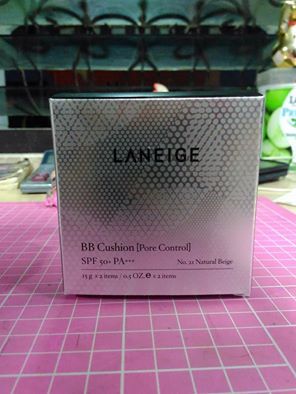 LANEIGE
BB Cushion [Pore Control]
SPF 50+ PA+++
No. 21 Natural Beige
15 g x 2 items / 0.5 OZ. e x 2 items